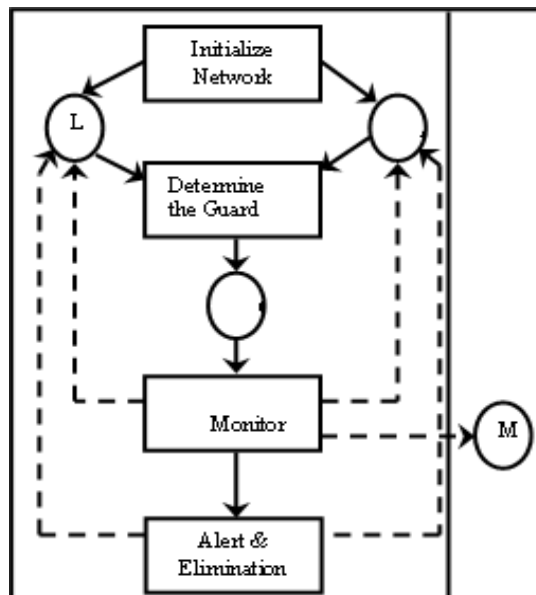 Initialize
Network
L
Determine
the Guard
Monitor
M
Alert &
Elimination